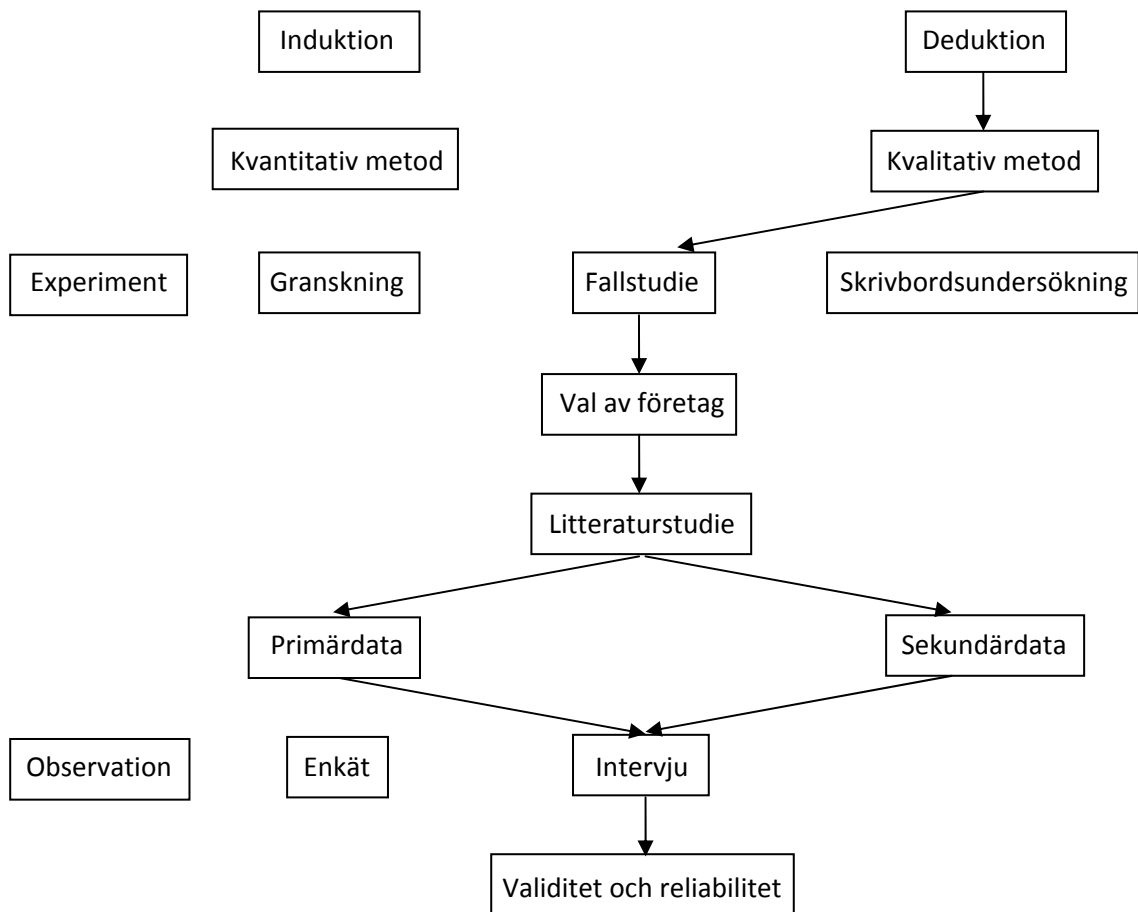 Induktion
Deduktion
Kvantitativ metod
Kvalitativ metod
Experiment
Granskning
Fallstudie
Skrivbordsundersökning
Val av företag
Litteraturstudie
Primärdata
Sekundärdata
Observation
Enkät
Intervju
Validitet och reliabilitet